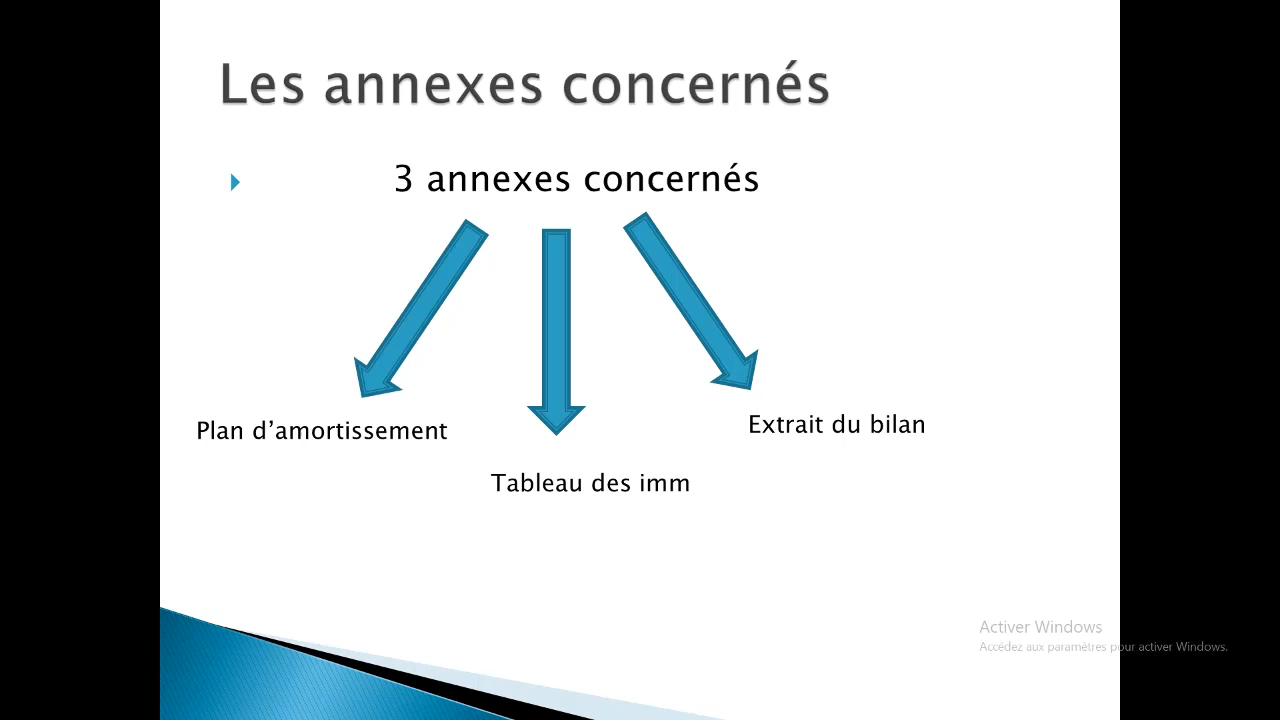 Les annexes concernés
3 annexes concernés
Plan d’amortissement
Extrait du bilan
Tableau des imm
Activer Windows
Accédez aux paramètres pour activer Windows.